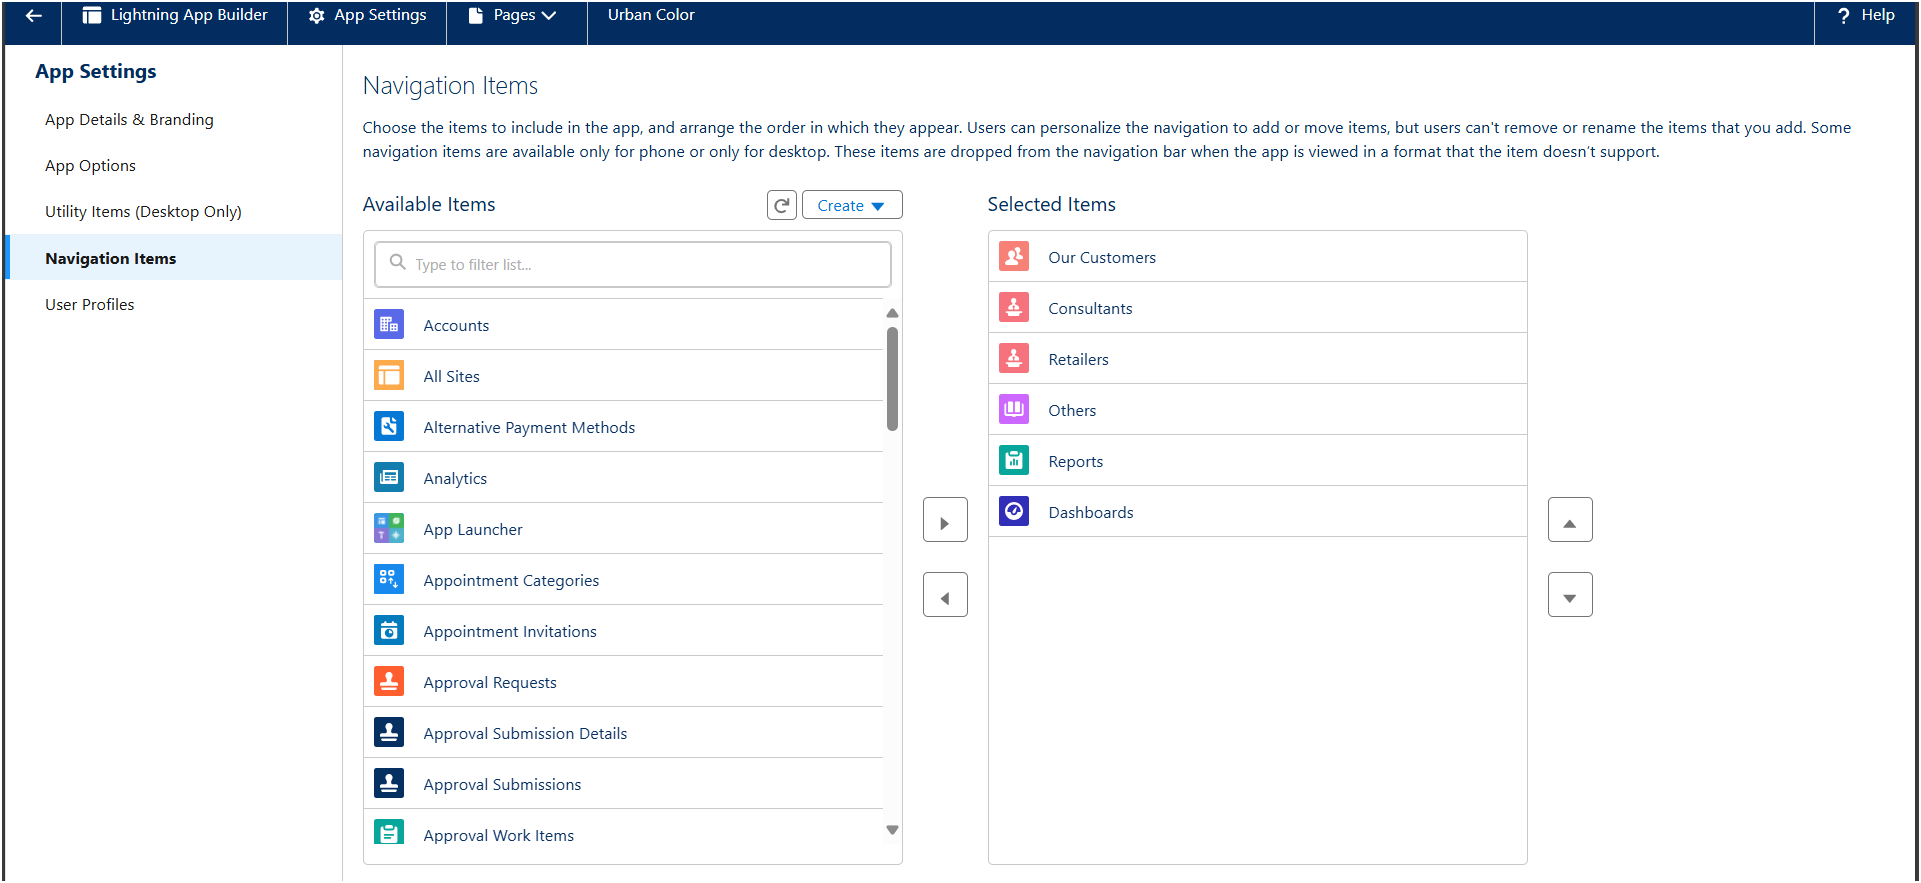 Lightning App Builder
App Settings
Pages
Urban Color
? Help
App Settings
App Details & Branding
App Options
Utility Items (Desktop Only)
Navigation Items
User Profiles
Navigation Items
Choose the items to include in the app, and arrange the order in which they appear. Users can personalize the navigation to add or move items, but users can't remove or rename the items that you add. Some
navigation items are available only for phone or only for desktop. These items are dropped from the navigation bar when the app is viewed in a format that the item doesn't support.
Available Items
Create
Type to filter list...
Accounts
All Sites
Alternative Payment Methods
Analytics
App Launcher
Appointment Categories
Appointment Invitations
Approval Requests
Approval Submission Details
Approval Submissions
Approval Work Items
Selected Items
Our Customers
Consultants
Retailers
Others
Reports
Dashboards